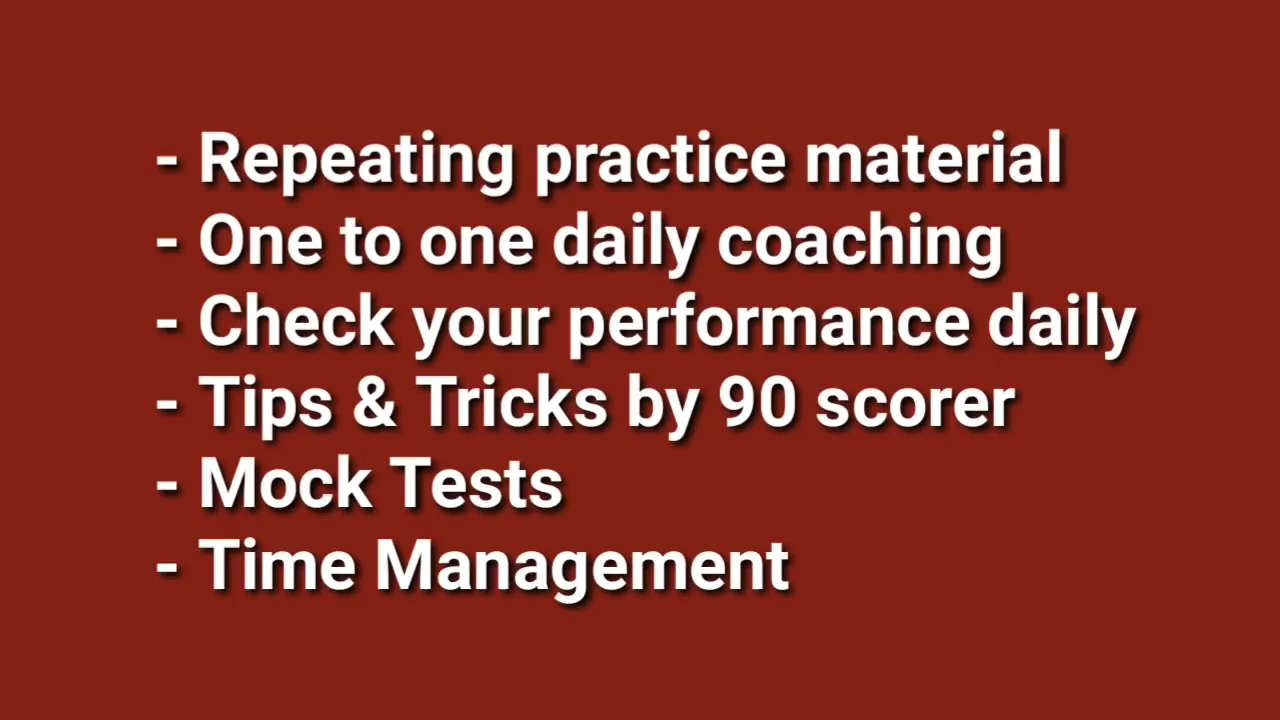 - Repeating practice material
- One to one daily coaching
- Check your performance daily
- Tips & Tricks by 90 scorer
- Mock Tests
- Time Management